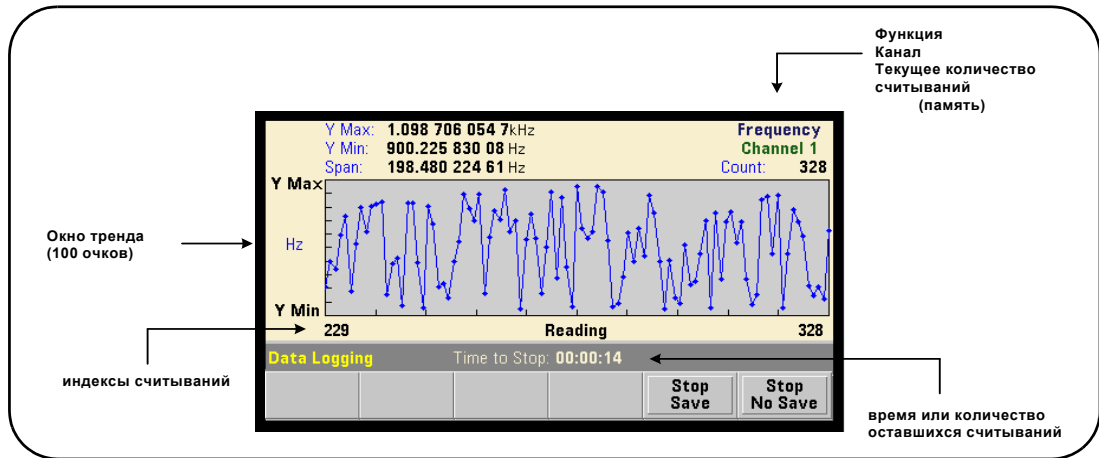 Функция
Канал
Текущее количество
считываний
(память)
Y Max: 1.098 706 054 7kHz
Frequency
Y Min: 900.225 830 08 Hz
Channel 1
Span: 198.480 224 61 Hz
Count: 328
Y Max
Окно тренда
(100 очков)
Hz
Y Min
229
Reading
328
Data Logging
Time to Stop: 00:00:14
индексы считываний
Stop
Save
Stop
No Save
время или количество
оставшихся считываний